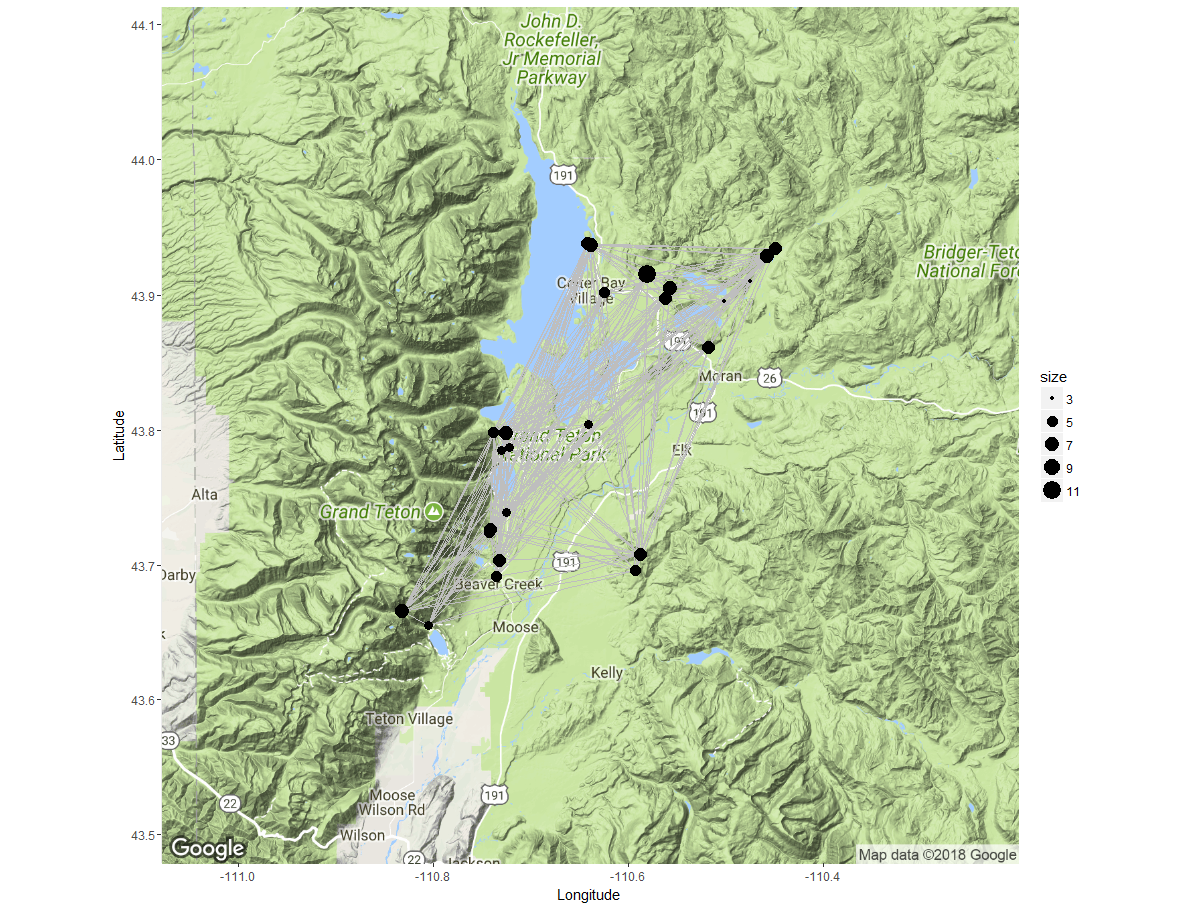 44.1
44.0
43.9
43.8
43.7
43.6
43.5
Latitude
John D.
Rockefeller,
Jr Memorial
Parkway
191
Bridger-Teto
National Fore
Colter Bay
Village
191
Moran
26
191
Grand Teton
National Park
Elk
Alta
Grand Teton
191
Darby
Beaver Creek
Moose
k
Kelly
Teton Village
33
22
191
Moose
Wilson Rd
Wilson
22
Jackson
Google
Map data ©2018 Google
-111.0
-110.8
-110.6
-110.4
Longitude
size
3
5
7
9
11